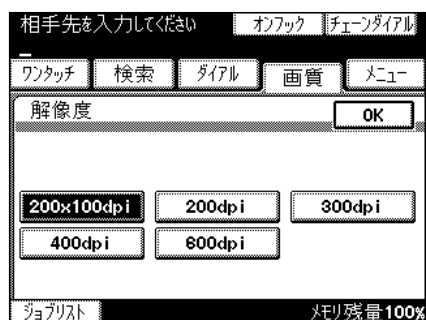 相手先を入力してください オンフック チェーンダイアル
ワンタッチ 検索 ダイアル 画質 メニュー
解像度 OK
200x100dpi 200dpi 300dpi
400dpi 600dpi
ジョブリスト メモリ残量100%